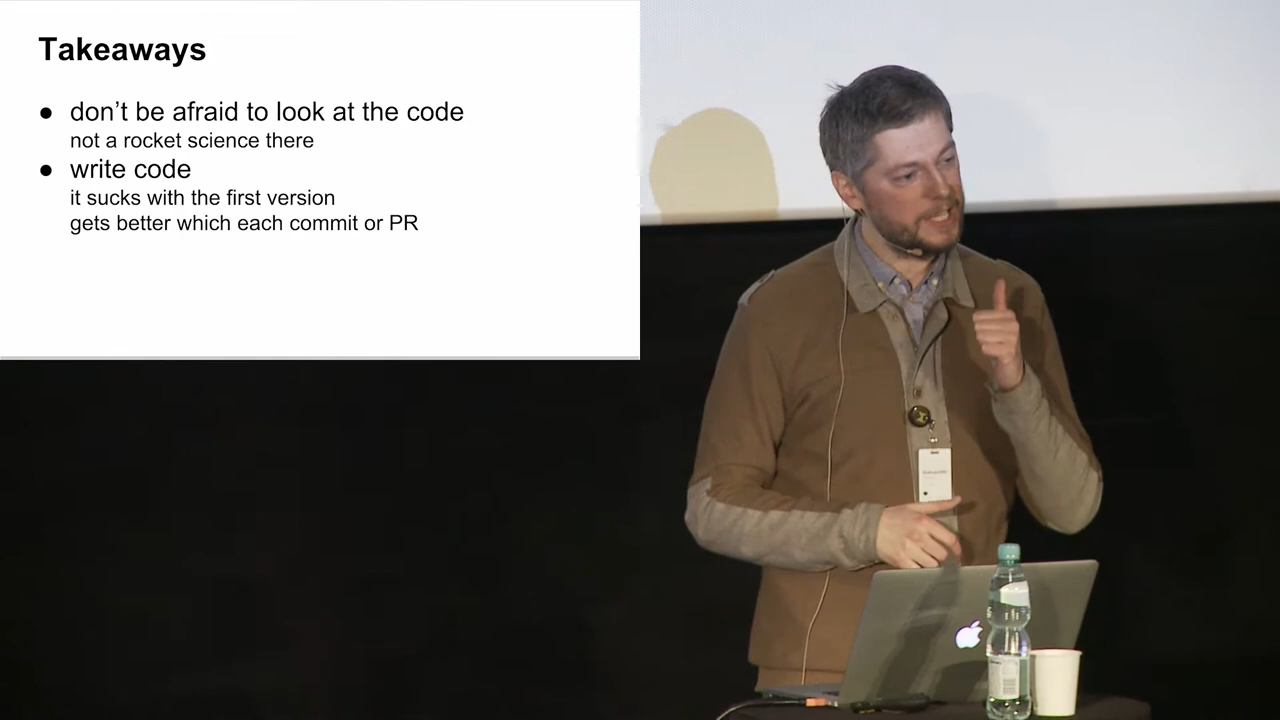 Takeaways
● don’t be afraid to look at the code
not a rocket science there
● write code
it sucks with the first version
gets better which each commit or PR